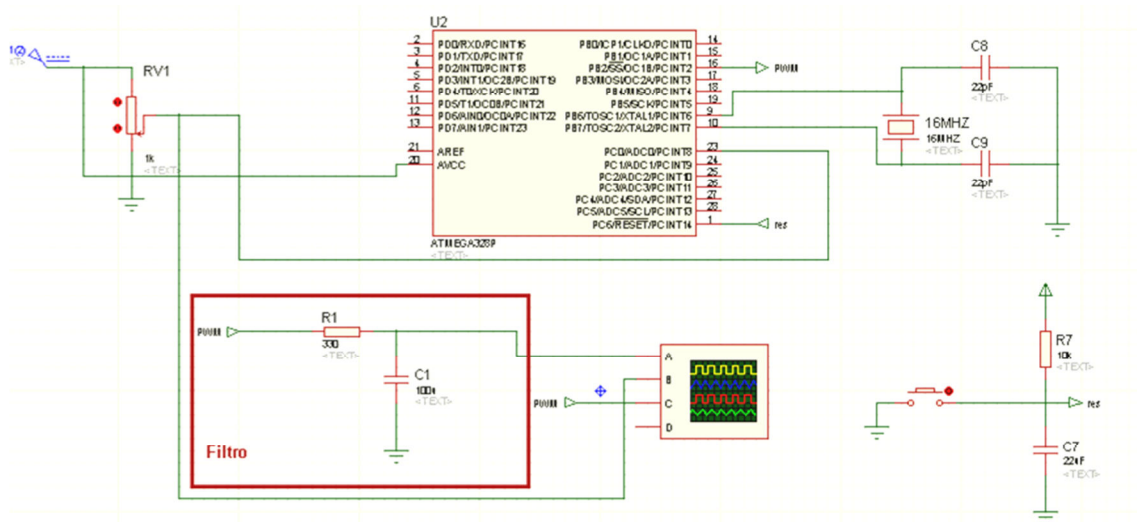 U2
2 PD0/RXD/PCINT16 PB0/ICP1/CLKO/PCINT0 14
3 PD1/TXD/PCINT17 PB1/OC1A/PCINT1 15
4 PD2/INT0/PCINT18 PB2/SS/OC1B/PCINT2 16 PWM
5 PD3/INT1/OC2B/PCINT19 PB3/MOSI/OC2A/PCINT3 17
6 PD4/T0/XCK/PCINT20 PB4/MISO/PCINT4 18
11 PD5/T1/OC0B/PCINT21 PB5/SCK/PCINT5 19
12 PD6/AIN0/OC0A/PCINT22 PB6/TOSC1/XTAL1/PCINT6 9
13 PD7/AIN1/PCINT23 PB7/TOSC2/XTAL2/PCINT7 10
21 AREF PC0/ADC0/PCINT8 23
20 AVCC PC1/ADC1/PCINT9 24
PC2/ADC2/PCINT10 25
PC3/ADC3/PCINT11 26
PC4/ADC4/SDA/PCINT12 27
PC5/ADC5/SCL/PCINT13 28
PC6/RESET/PCINT14 1 res
ATMEGA328P
<TEXT>
RV1
1k
<TEXT>
C8
22pF
<TEXT>
16MHZ
16MHZ
<TEXT>
C9
22pF
<TEXT>
PWM
R1
330
<TEXT>
C1
<TEXT>
Filtro
PWM
A
B
C
D
R7
10k
<TEXT>
res
C7
<TEXT>